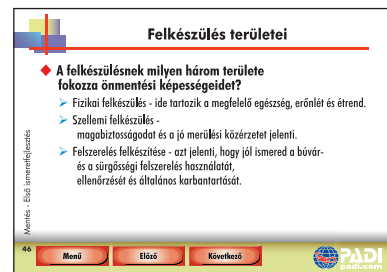 Felkészülés területei
A felkészülésnek milyen három területe
fokozza önmentési képességeidet?
Fizikai felkészülés - ide tartozik a megfelelő egészség, erőnlét és étrend.
Szellemi felkészülés -
magabiztosságodat és a jó merülési közérzetet jelenti.
Felszerelés felkészítése - azt jelenti, hogy jól ismered a búvár-
és a sürgősségi felszerelés használatát,
ellenőrzését és általános karbantartását.
Mentés - Első ismeretfejlesztés
46
Menű
Előző
Következő
PADI
padi.com